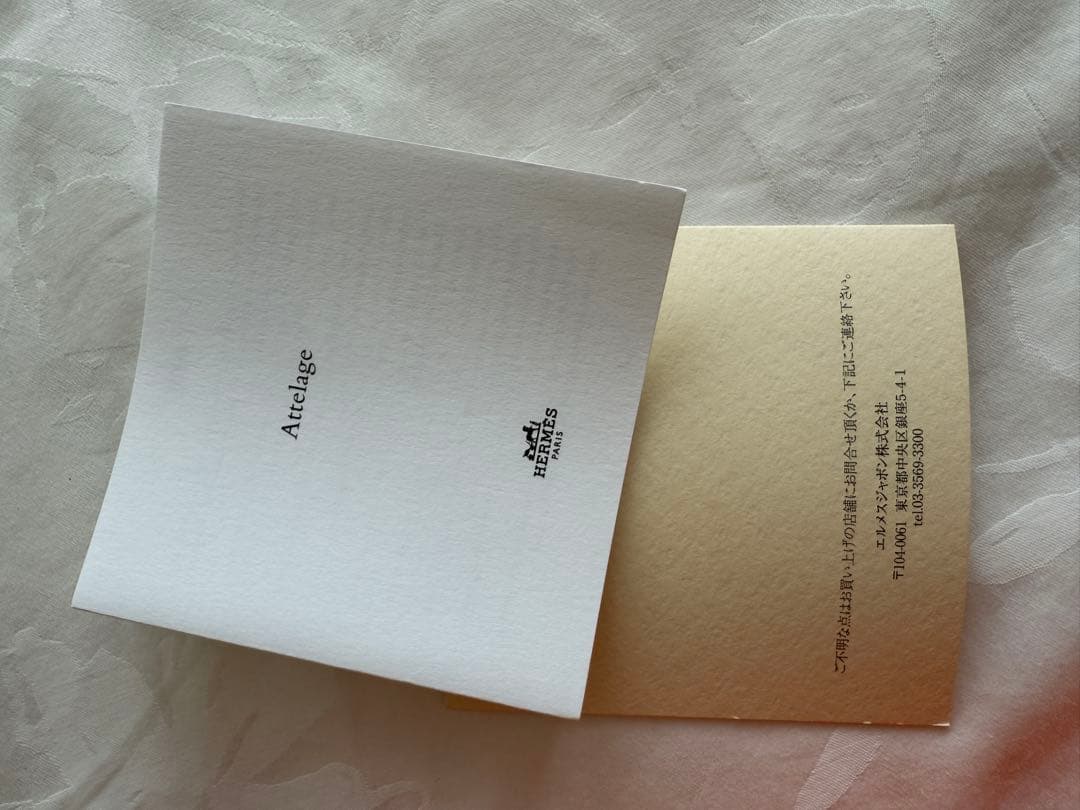 Attelage
HERMÈS
PARIS
ご不明な点はお買い上げの店舗にお問合せ頂くか、下記にご連絡下さい。
エルメスジャポン株式会社
〒104-0061 東京都中央区銀座5-4-1
tel.03-3569-3300